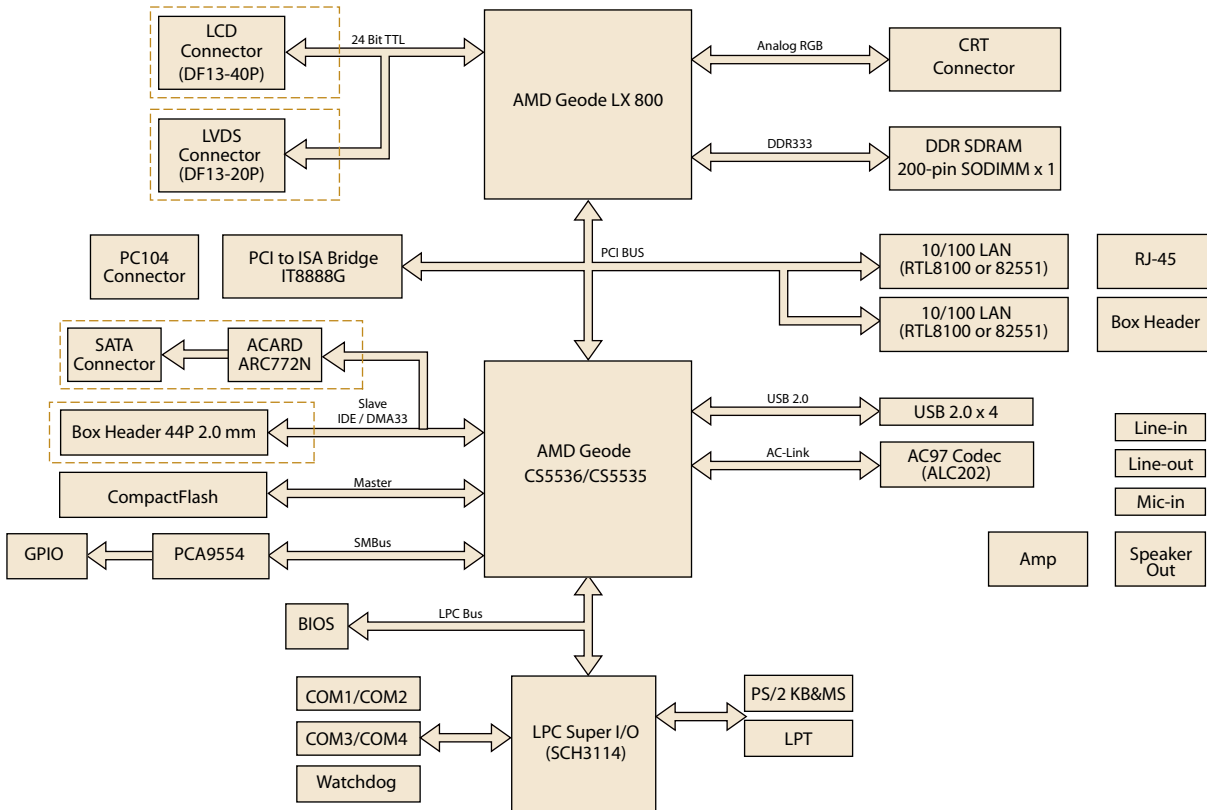 LCD
Connector
(DF13-40P)
24 Bit TTL
AMD Geode LX 800
Analog RGB
CRT
Connector
LVDS
Connector
(DF13-20P)
DDR333
DDR SDRAM
200-pin SODIMM x 1
PC104
Connector
PCI to ISA Bridge
IT8888G
PCI BUS
10/100 LAN
(RTL8100 or 82551)
RJ-45
10/100 LAN
(RTL8100 or 82551)
Box Header
SATA
Connector
ACARD
ARC772N
Slave
IDE / DMA33
Box Header 44P 2.0 mm
AMD Geode
CS5536/CS5535
USB 2.0
USB 2.0 x 4
AC-Link
AC97 Codec
(ALC202)
Line-in
Line-out
Mic-in
CompactFlash
Master
GPIO
PCA9554
SMBus
Amp
Speaker
Out
BIOS
LPC Bus
COM1/COM2
COM3/COM4
Watchdog
LPC Super I/O
(SCH3114)
PS/2 KB&MS
LPT